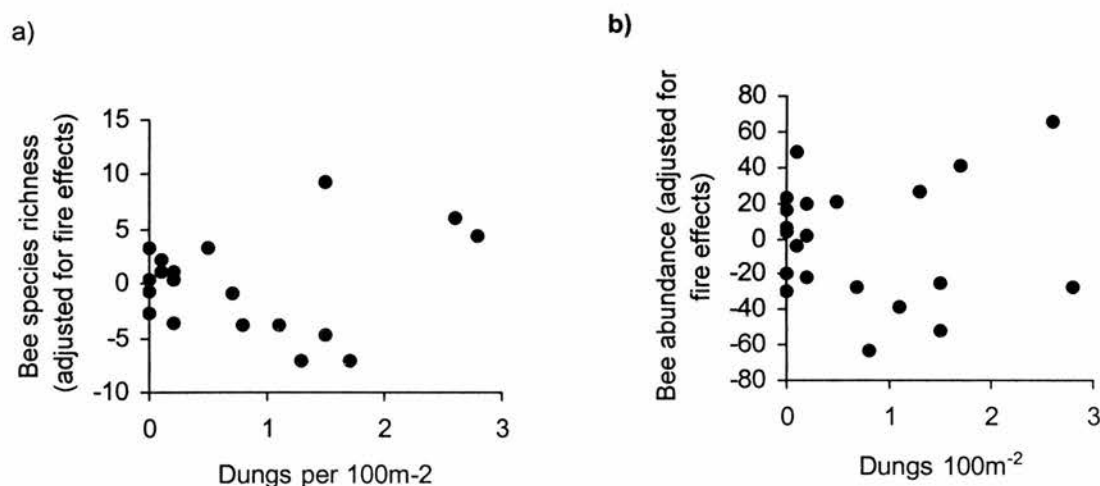 a)
Bee species richness
(adjusted for fire effects)
15
10
5
0
-5
-10
0
1
2
3
Dungs per 100m-2
b)
Bee abundance (adjusted for
fire effects)
80
60
40
20
0
-20
-40
-60
-80
0
1
2
3
Dungs 100m-2